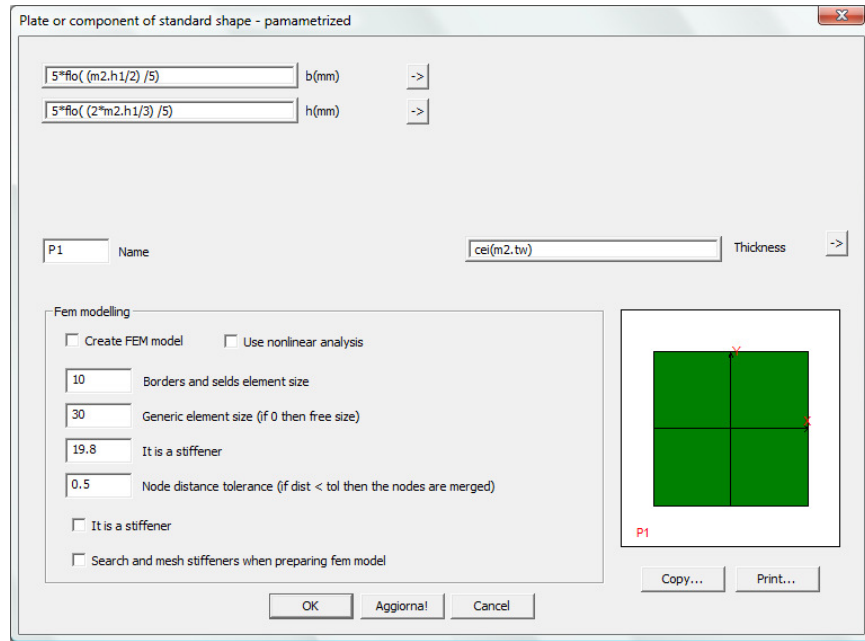 Plate or component of standard shape - pamametrized
5*flo( (m2.h1/2) /5) b(mm) ->
5*flo( (2*m2.h1/3) /5) h(mm) ->
P1 Name cei(m2.tw) Thickness ->
Fem modelling
Create FEM model Use nonlinear analysis
10 Borders and selds element size
30 Generic element size (if 0 then free size)
19.8 It is a stiffener
0.5 Node distance tolerance (if dist < tol then the nodes are merged)
It is a stiffener
Search and mesh stiffeners when preparing fem model
Y
X
P1
Copy... Print...
OK Aggiorna! Cancel